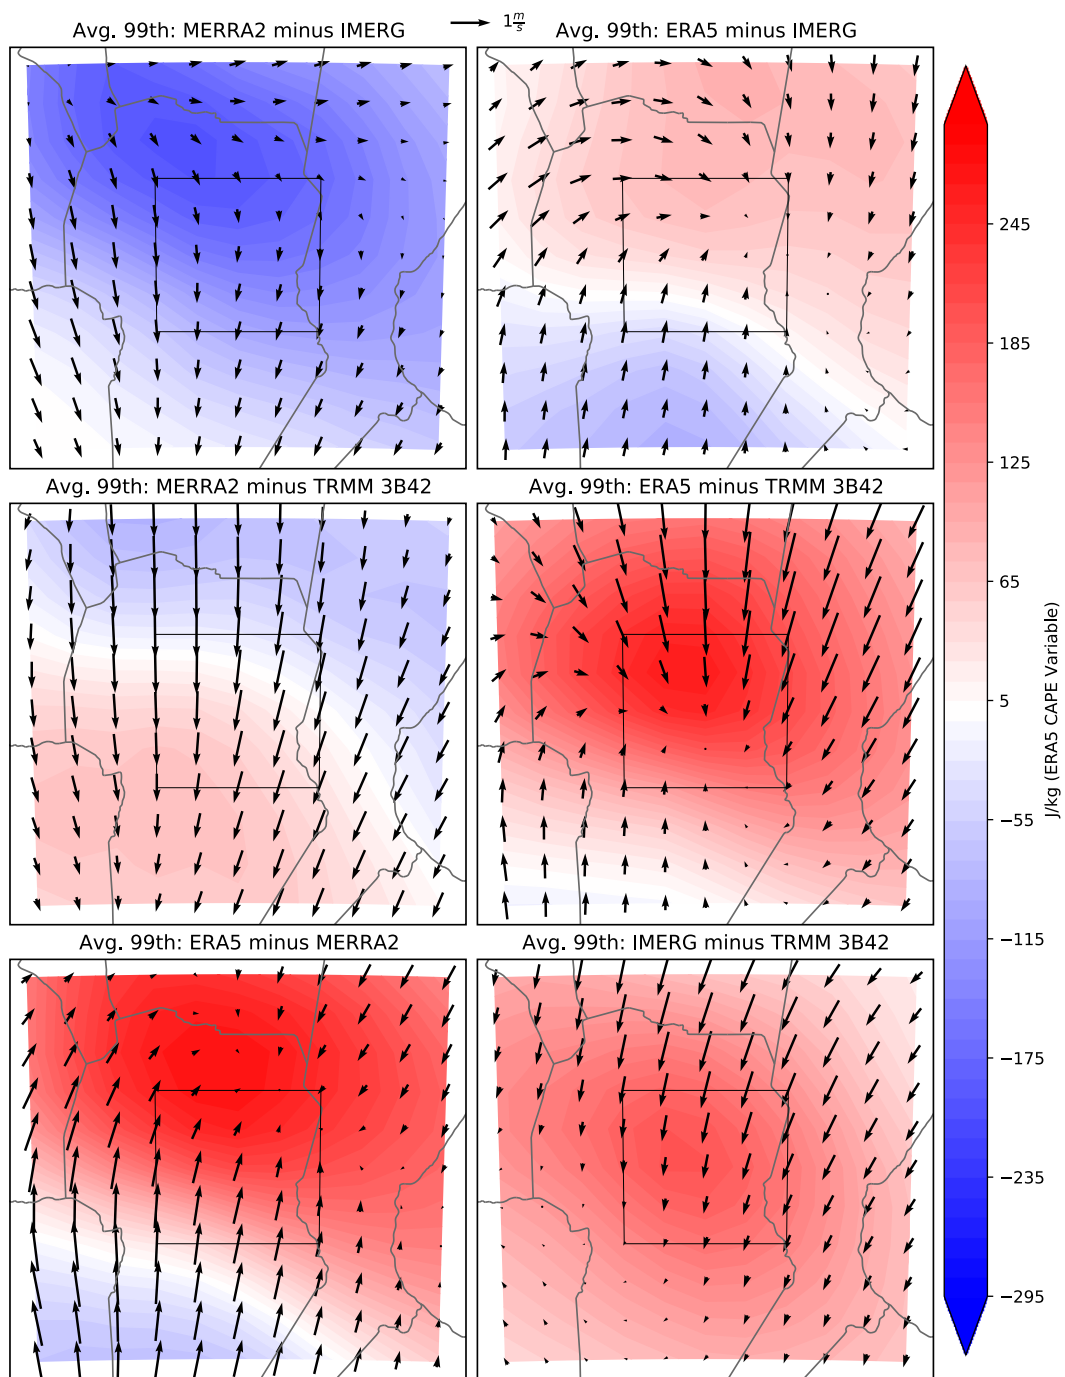 1 m/s
Avg. 99th: MERRA2 minus IMERG
Avg. 99th: ERA5 minus IMERG
Avg. 99th: MERRA2 minus TRMM 3B42
Avg. 99th: ERA5 minus TRMM 3B42
Avg. 99th: ERA5 minus MERRA2
Avg. 99th: IMERG minus TRMM 3B42
245
185
125
65
5
−55
−115
−175
−235
−295
J/kg (ERA5 CAPE Variable)